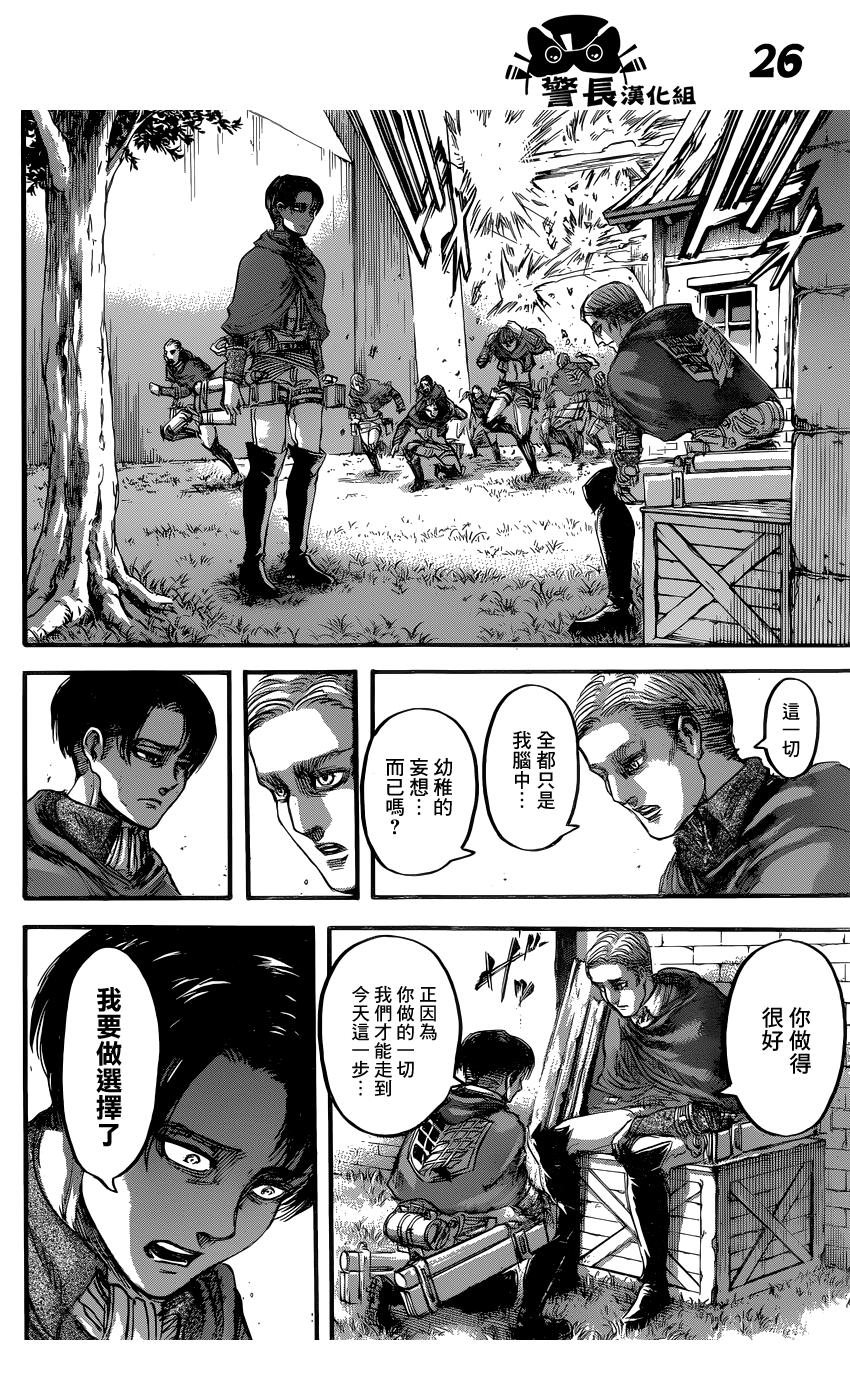 警長漢化組
26
這一切
全都只是
我腦中…
幼稚的
妄想…
而已嗎？
你做得
很好
正因為
你做的一切
我們才能走到
今天這一步…
我要做選擇了